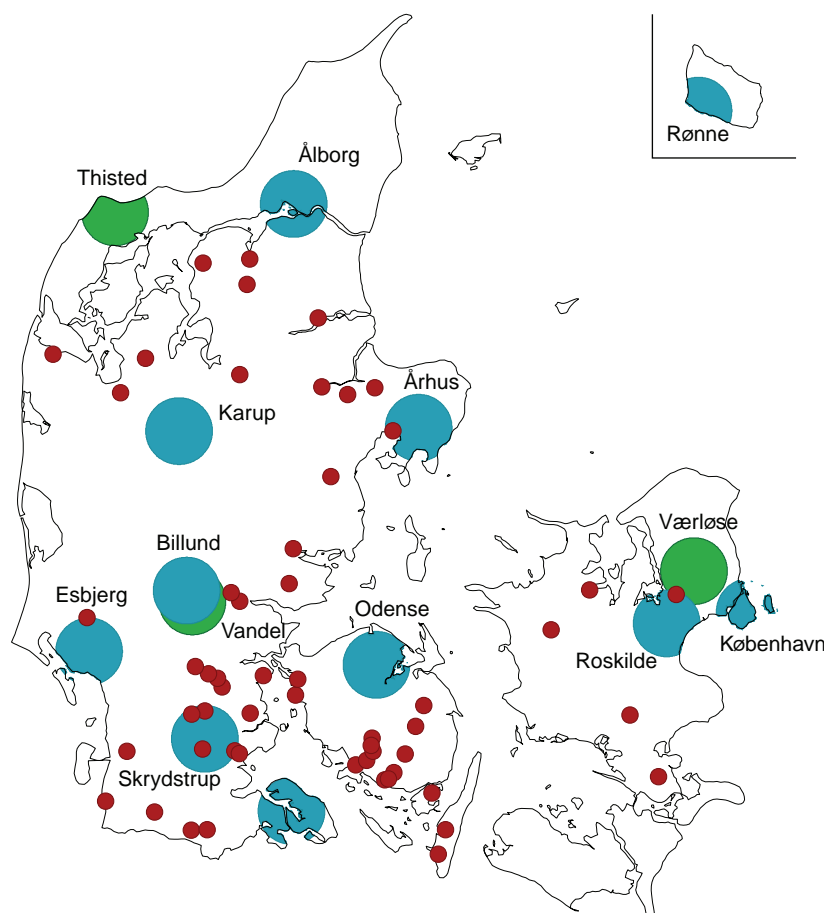 Rønne
Ålborg
Thisted
Århus
Karup
Værløse
Billund
Esbjerg
Odense
Vandel
København
Roskilde
Skrydstrup